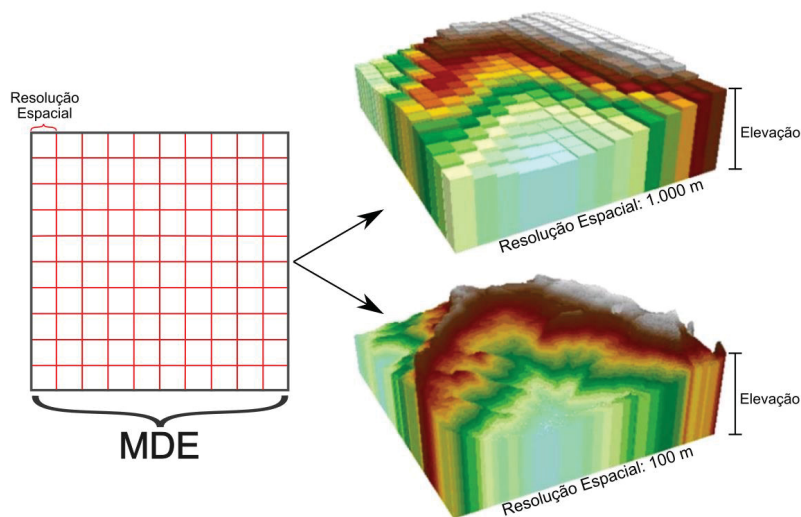 Resolução
Espacial
MDE
Elevação
Resolução Espacial: 1.000 m
Elevação
Resolução Espacial: 100 m